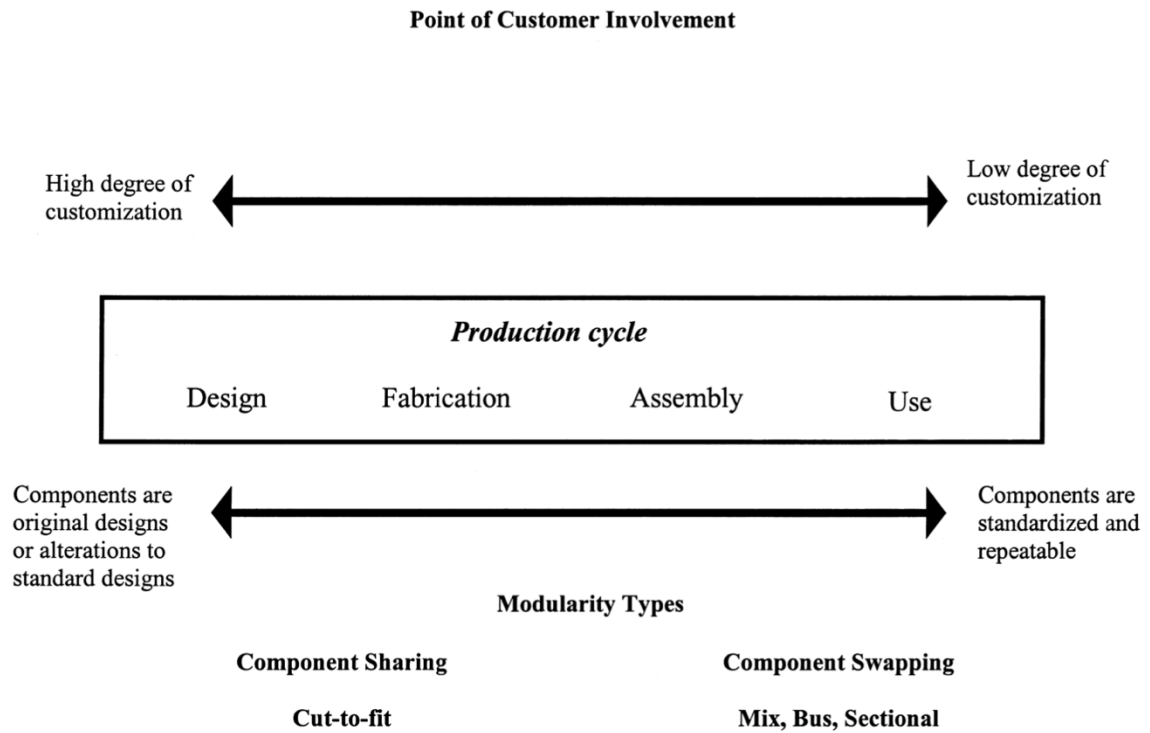 Point of Customer Involvement
High degree of
customization
Low degree of
customization
Production cycle
Design Fabrication Assembly Use
Components are
original designs
or alterations to
standard designs
Components are
standardized and
repeatable
Modularity Types
Component Sharing Component Swapping
Cut-to-fit Mix, Bus, Sectional